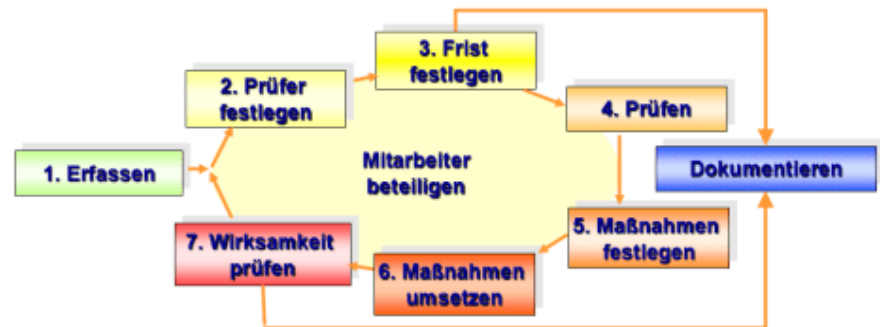 1. Erfassen
2. Prüfer
festlegen
3. Frist
festlegen
4. Prüfen
5. Maßnahmen
festlegen
6. Maßnahmen
umsetzen
7. Wirksamkeit
prüfen
Mitarbeiter
beteiligen
Dokumentieren